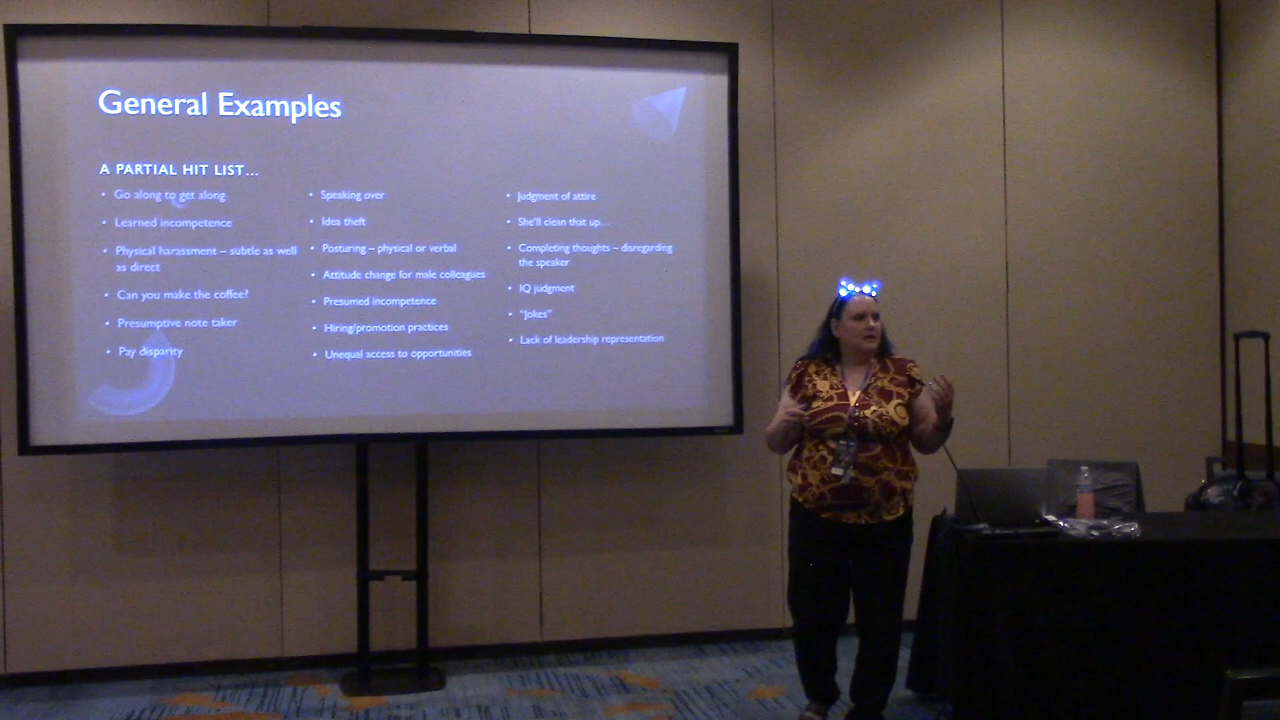 General Examples
A PARTIAL HIT LIST...
• Go along to get along
• Learned incompetence
• Physical harassment – subtle as well
as direct
• Can you make the coffee?
• Presumptive note taker
• Pay disparity
• Speaking over
• Idea theft
• Posturing – physical or verbal
• Attitude change for male colleagues
• Presumed incompetence
• Hiring/promotion practices
• Unequal access to opportunities
• Judgment of attire
• She'll clean that up...
• Completing thoughts – disregarding
the speaker
• IQ judgment
• "Jokes"
• Lack of leadership representation